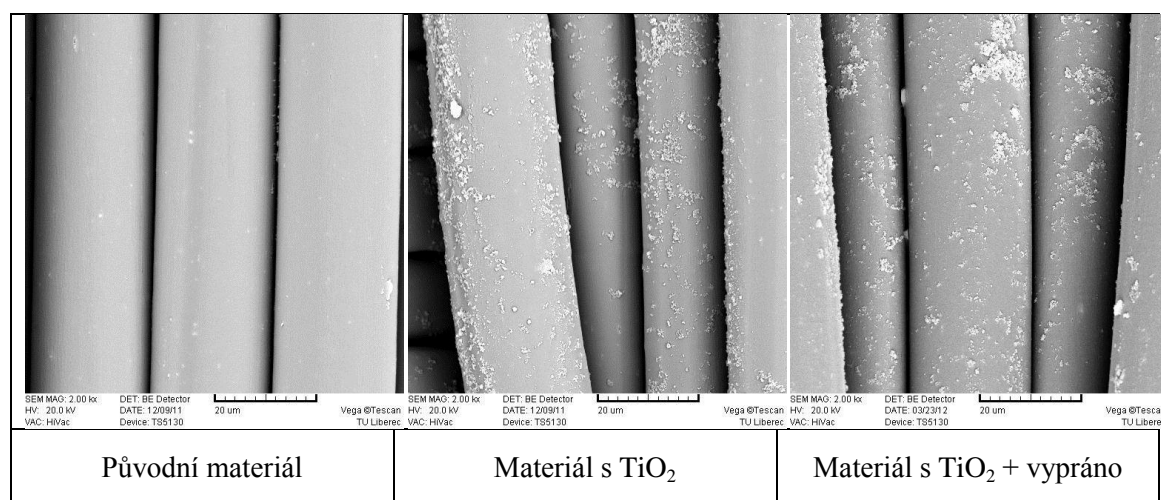 SEM MAG: 2.00 kx DET: BE Detector
HV: 20.0 kV DATE: 12/09/11 20 um Vega ©Tescan
VAC: HiVac Device: TS5130 TU Liberec
SEM MAG: 2.00 kx DET: BE Detector
HV: 20.0 kV DATE: 12/09/11 20 um Vega ©Tescan
VAC: HiVac Device: TS5130 TU Liberec
SEM MAG: 2.00 kx DET: BE Detector
HV: 20.0 kV DATE: 03/23/12 20 um Vega ©Tescan
VAC: HiVac Device: TS5130 TU Liberec
Původní materiál
Materiál s TiO₂
Materiál s TiO₂ + vypráno